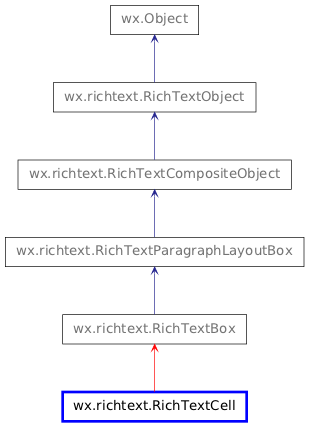 wx.Object
wx.richtext.RichTextObject
wx.richtext.RichTextCompositeObject
wx.richtext.RichTextParagraphLayoutBox
wx.richtext.RichTextBox
wx.richtext.RichTextCell